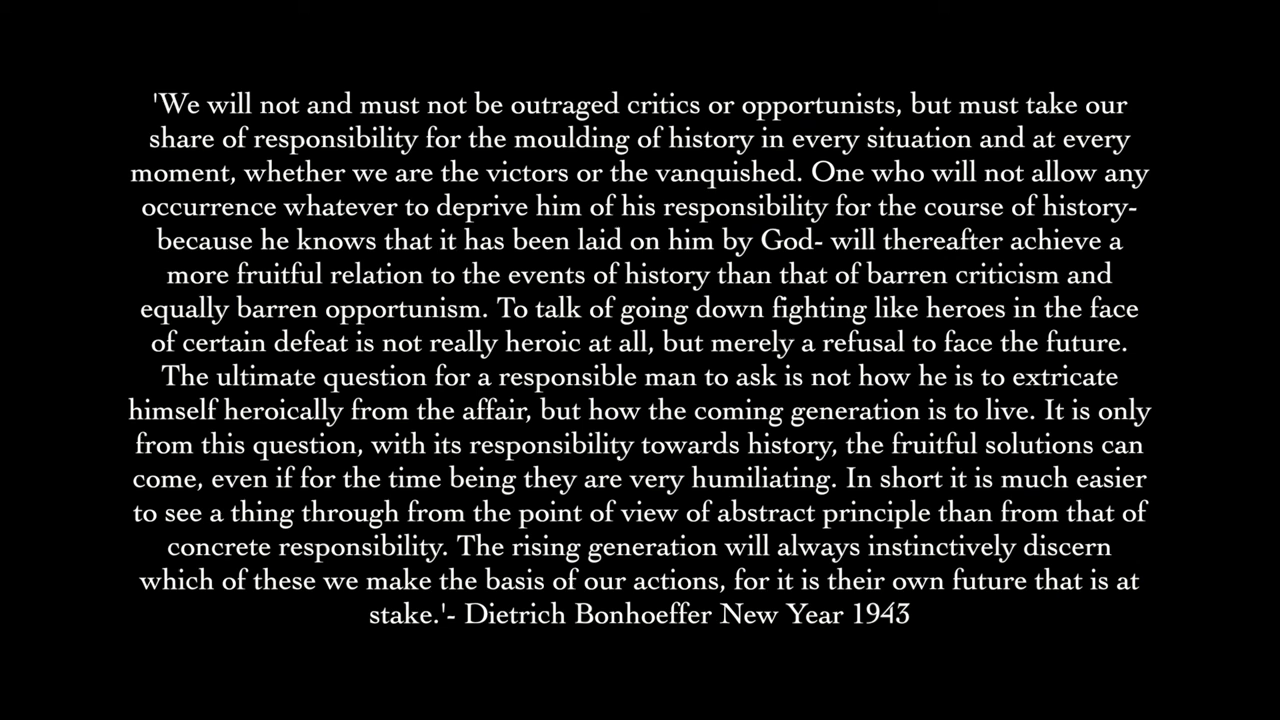 'We will not and must not be outraged critics or opportunists, but must take our
share of responsibility for the moulding of history in every situation and at every
moment, whether we are the victors or the vanquished. One who will not allow any
occurrence whatever to deprive him of his responsibility for the course of history-
because he knows that it has been laid on him by God- will thereafter achieve a
more fruitful relation to the events of history than that of barren criticism and
equally barren opportunism. To talk of going down fighting like heroes in the face
of certain defeat is not really heroic at all, but merely a refusal to face the future.
The ultimate question for a responsible man to ask is not how he is to extricate
himself heroically from the affair, but how the coming generation is to live. It is only
from this question, with its responsibility towards history, the fruitful solutions can
come, even if for the time being they are very humiliating. In short it is much easier
to see a thing through from the point of view of abstract principle than from that of
concrete responsibility. The rising generation will always instinctively discern
which of these we make the basis of our actions, for it is their own future that is at
stake.'- Dietrich Bonhoeffer New Year 1943